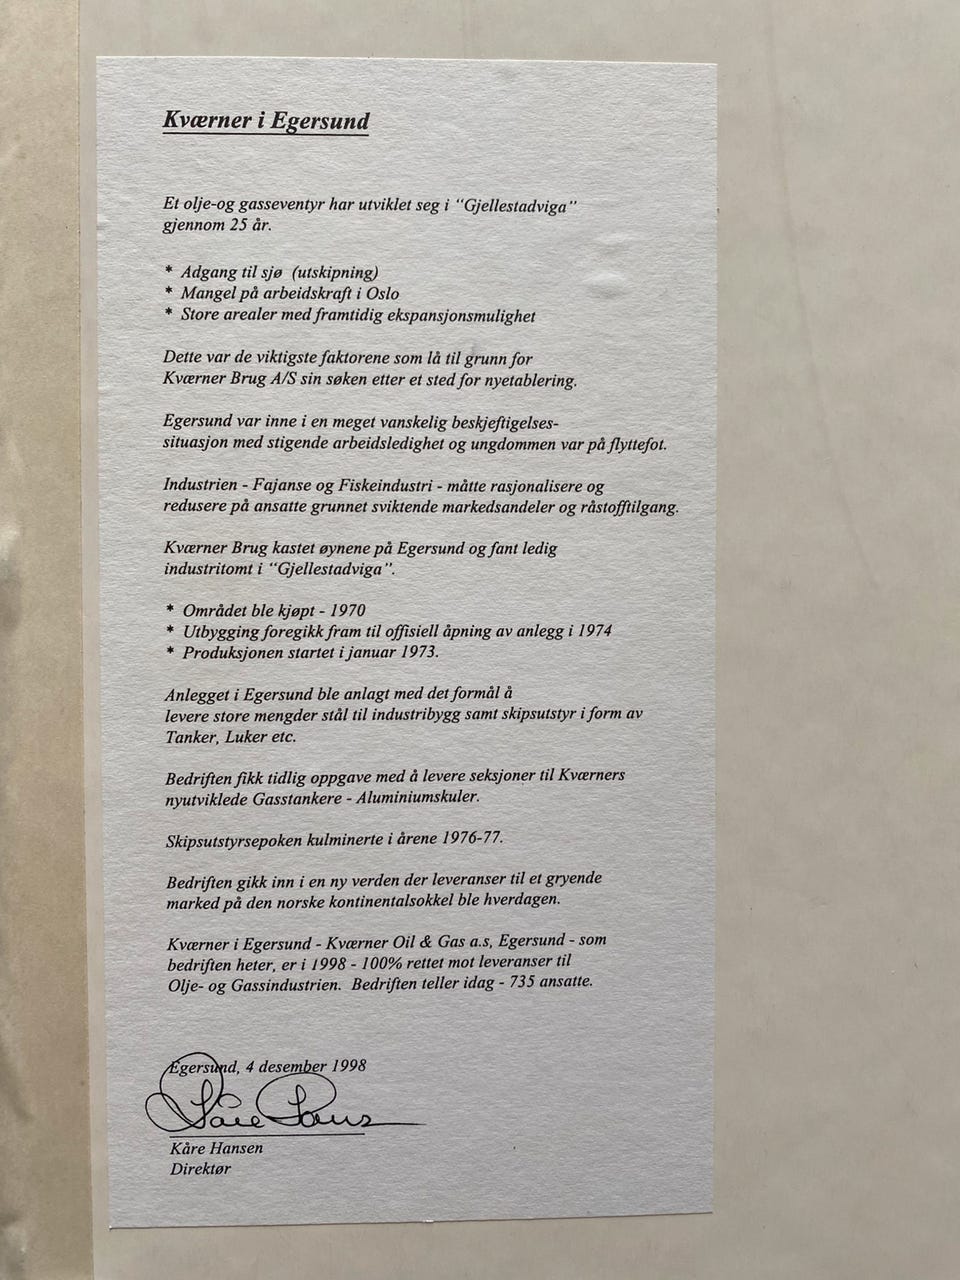 Kværner i Egersund
Et olje-og gasseventyr har utviklet seg i "Gjellestadviga"
gjennom 25 år.
* Adgang til sjø (utskipning)
* Mangel på arbeidskraft i Oslo
* Store arealer med framtidig ekspansjonsmulighet
Dette var de viktigste faktorene som lå til grunn for
Kværner Brug A/S sin søken etter et sted for nyetablering.
Egersund var inne i en meget vanskelig beskjeftigelses-
situasjon med stigende arbeidsledighet og ungdommen var på flyttefot.
Industrien - Fajanse og Fiskeindustri - måtte rasjonalisere og
redusere på ansatte grunnet sviktende markedsandeler og råstofftilgang.
Kværner Brug kastet øynene på Egersund og fant ledig
industritomt i "Gjellestadviga".
* Området ble kjøpt - 1970
* Utbygging foregikk fram til offisiell åpning av anlegg i 1974
* Produksjonen startet i januar 1973.
Anlegget i Egersund ble anlagt med det formål å
levere store mengder stål til industribygg samt skipsutstyr i form av
Tanker, Luker etc.
Bedriften fikk tidlig oppgave med å levere seksjoner til Kværners
nyutviklede Gasstankere - Aluminiumskuler.
Skipsutstyrsepoken kulminerte i årene 1976-77.
Bedriften gikk inn i en ny verden der leveranser til et gryende
marked på den norske kontinentalsokkel ble hverdagen.
Kværner i Egersund - Kværner Oil & Gas a.s, Egersund - som
bedriften heter, er i 1998 - 100% rettet mot leveranser til
Olje- og Gassindustrien. Bedriften teller idag - 735 ansatte.
Egersund, 4 desember 1998
Kåre Hansen
Direktør